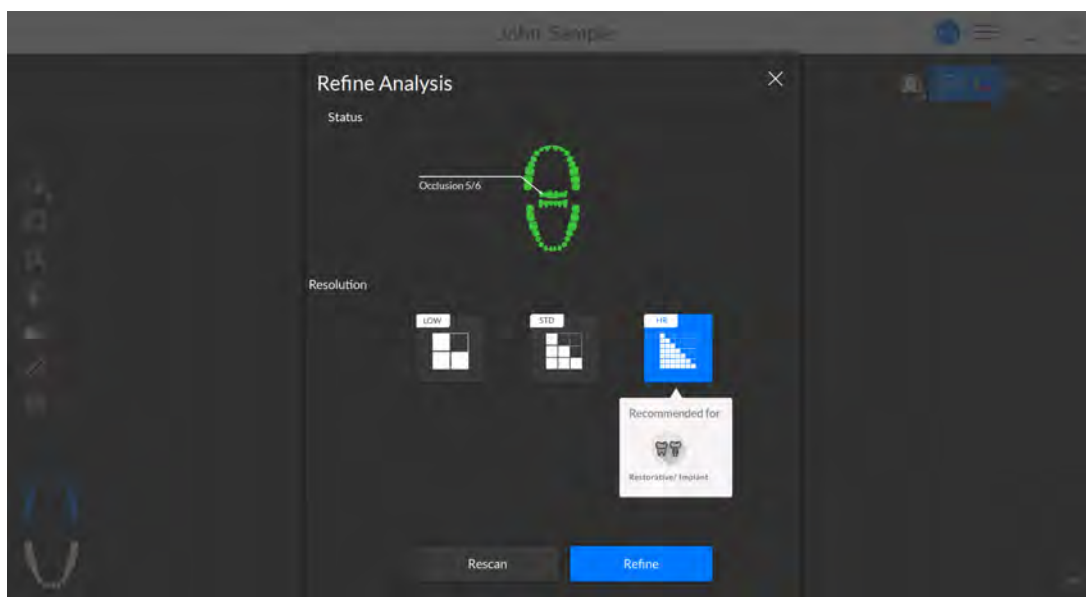 John Sample
Refine Analysis
Status
Occlusion 5/6
Resolution
LOW
STD
HR
Recommended for
Restorative/ Implant
Rescan
Refine